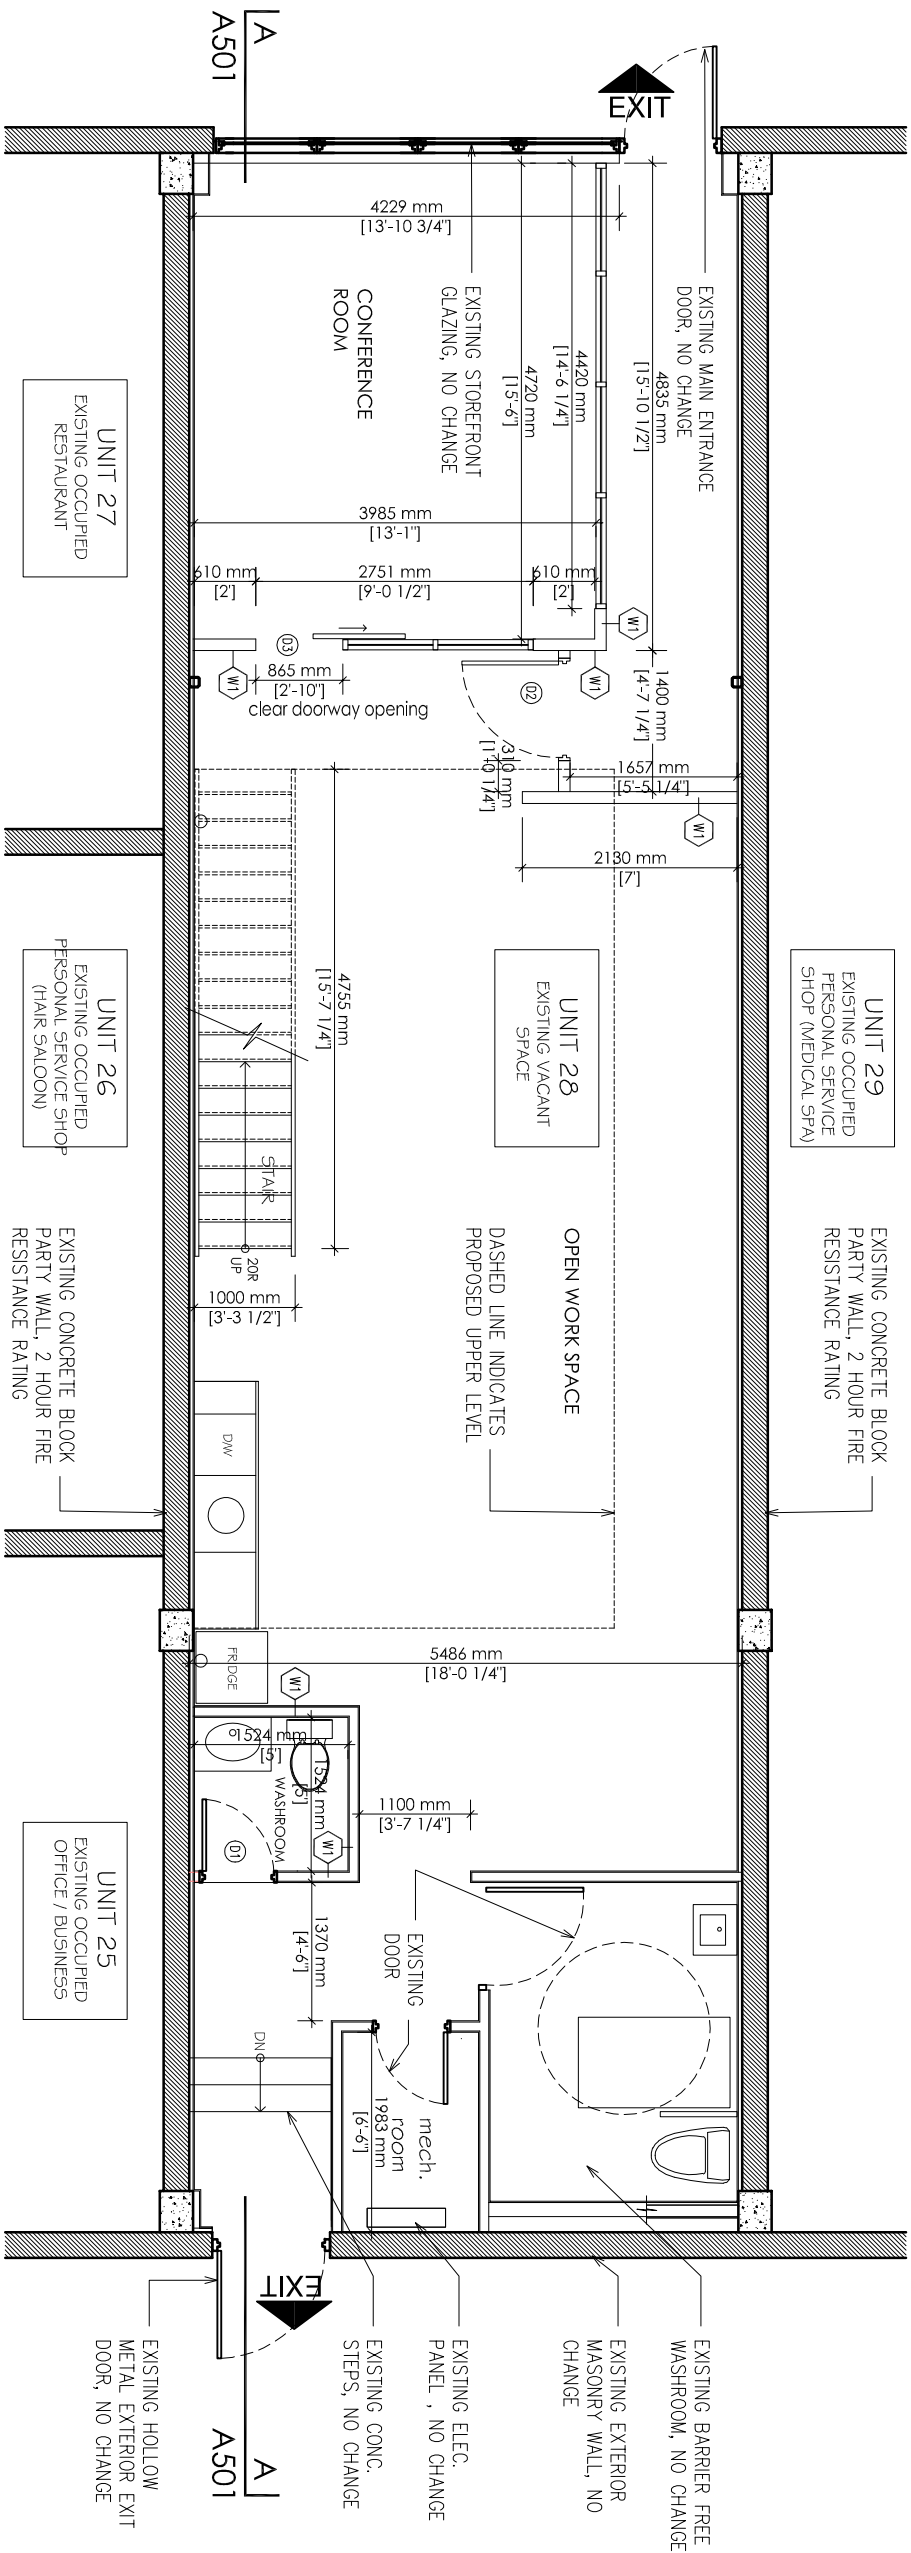 A
A501
EXIT
4229 mm
[13'-10 3/4"]
EXISTING MAIN ENTRANCE
DOOR, NO CHANGE
4835 mm
[15'-10 1/2"]
4420 mm
[14'-6 1/4"]
4720 mm
[15'-6"]
EXISTING STOREFRONT
GLAZING, NO CHANGE
CONFERENCE
ROOM
UNIT 27
EXISTING OCCUPIED
RESTAURANT
3985 mm
[13'-1"]
610 mm
[2']
2751 mm
[9'-0 1/2"]
610 mm
[2']
W1
D3
W1
W1
D2
865 mm
[2'-10"]
clear doorway opening
1400 mm
[4'-7 1/4"]
310 mm
[1'-0 1/4"]
1657 mm
[5'-5 1/4"]
W1
2130 mm
[7']
4755 mm
[15'-7 1/4"]
UNIT 29
EXISTING OCCUPIED
PERSONAL SERVICE
SHOP (MEDICAL SPA)
UNIT 28
EXISTING VACANT
SPACE
UNIT 26
EXISTING OCCUPIED
PERSONAL SERVICE SHOP
(HAIR SALOON)
STAIR
20R
UP
1000 mm
[3'-3 1/2"]
OPEN WORK SPACE
DASHED LINE INDICATES
PROPOSED UPPER LEVEL
EXISTING CONCRETE BLOCK
PARTY WALL, 2 HOUR FIRE
RESISTANCE RATING
EXISTING CONCRETE BLOCK
PARTY WALL, 2 HOUR FIRE
RESISTANCE RATING
D/W
FRIDGE
5486 mm
[18'-0 1/4"]
W1
1524 mm
[5']
1524 mm
[5']
WASHROOM
W1
D1
1100 mm
[3'-7 1/4"]
1370 mm
[4'-6"]
EXISTING
DOOR
UNIT 25
EXISTING OCCUPIED
OFFICE / BUSINESS
DN
mech.
room
1983 mm
[6'-6"]
EXIT
EXISTING BARRIER FREE
WASHROOM, NO CHANGE
EXISTING EXTERIOR
MASONRY WALL, NO
CHANGE
EXISTING ELEC.
PANEL , NO CHANGE
EXISTING CONC.
STEPS, NO CHANGE
EXISTING HOLLOW
METAL EXTERIOR EXIT
DOOR, NO CHANGE
A
A501